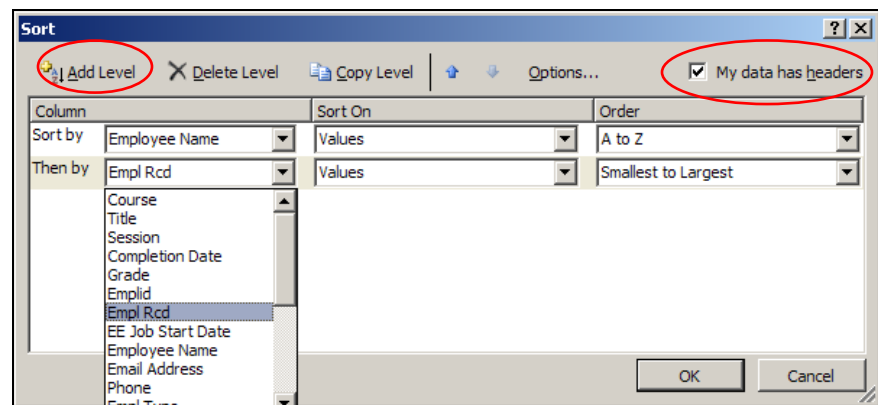 Sort
Add Level Delete Level Copy Level Options... My data has headers
Column Sort On Order
Sort by Employee Name Values A to Z
Then by Empl Rcd Values Smallest to Largest
Course
Title
Session
Completion Date
Grade
Emplid
Empl Rcd
EE Job Start Date
Employee Name
Email Address
Phone
Empl Type
OK Cancel